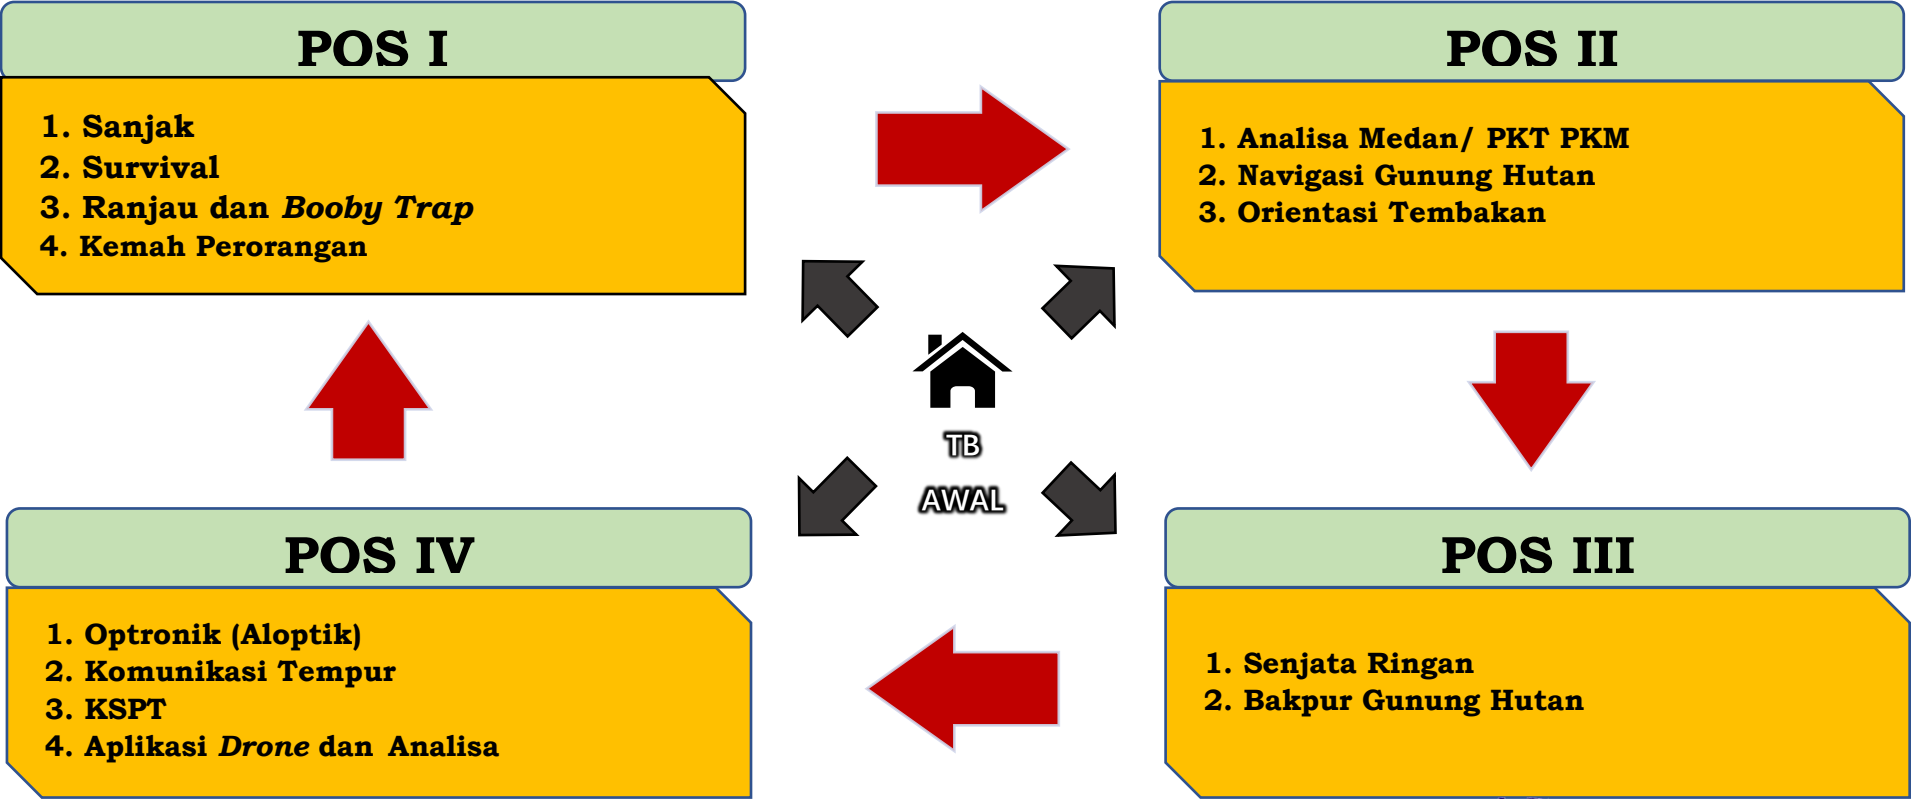 POS I
1. Sanjak
2. Survival
3. Ranjau dan Booby Trap
4. Kemah Perorangan
POS II
1. Analisa Medan/ PKT PKM
2. Navigasi Gunung Hutan
3. Orientasi Tembakan
TB
AWAL
POS IV
1. Optronik (Aloptik)
2. Komunikasi Tempur
3. KSPT
4. Aplikasi Drone dan Analisa
POS III
1. Senjata Ringan
2. Bakpur Gunung Hutan